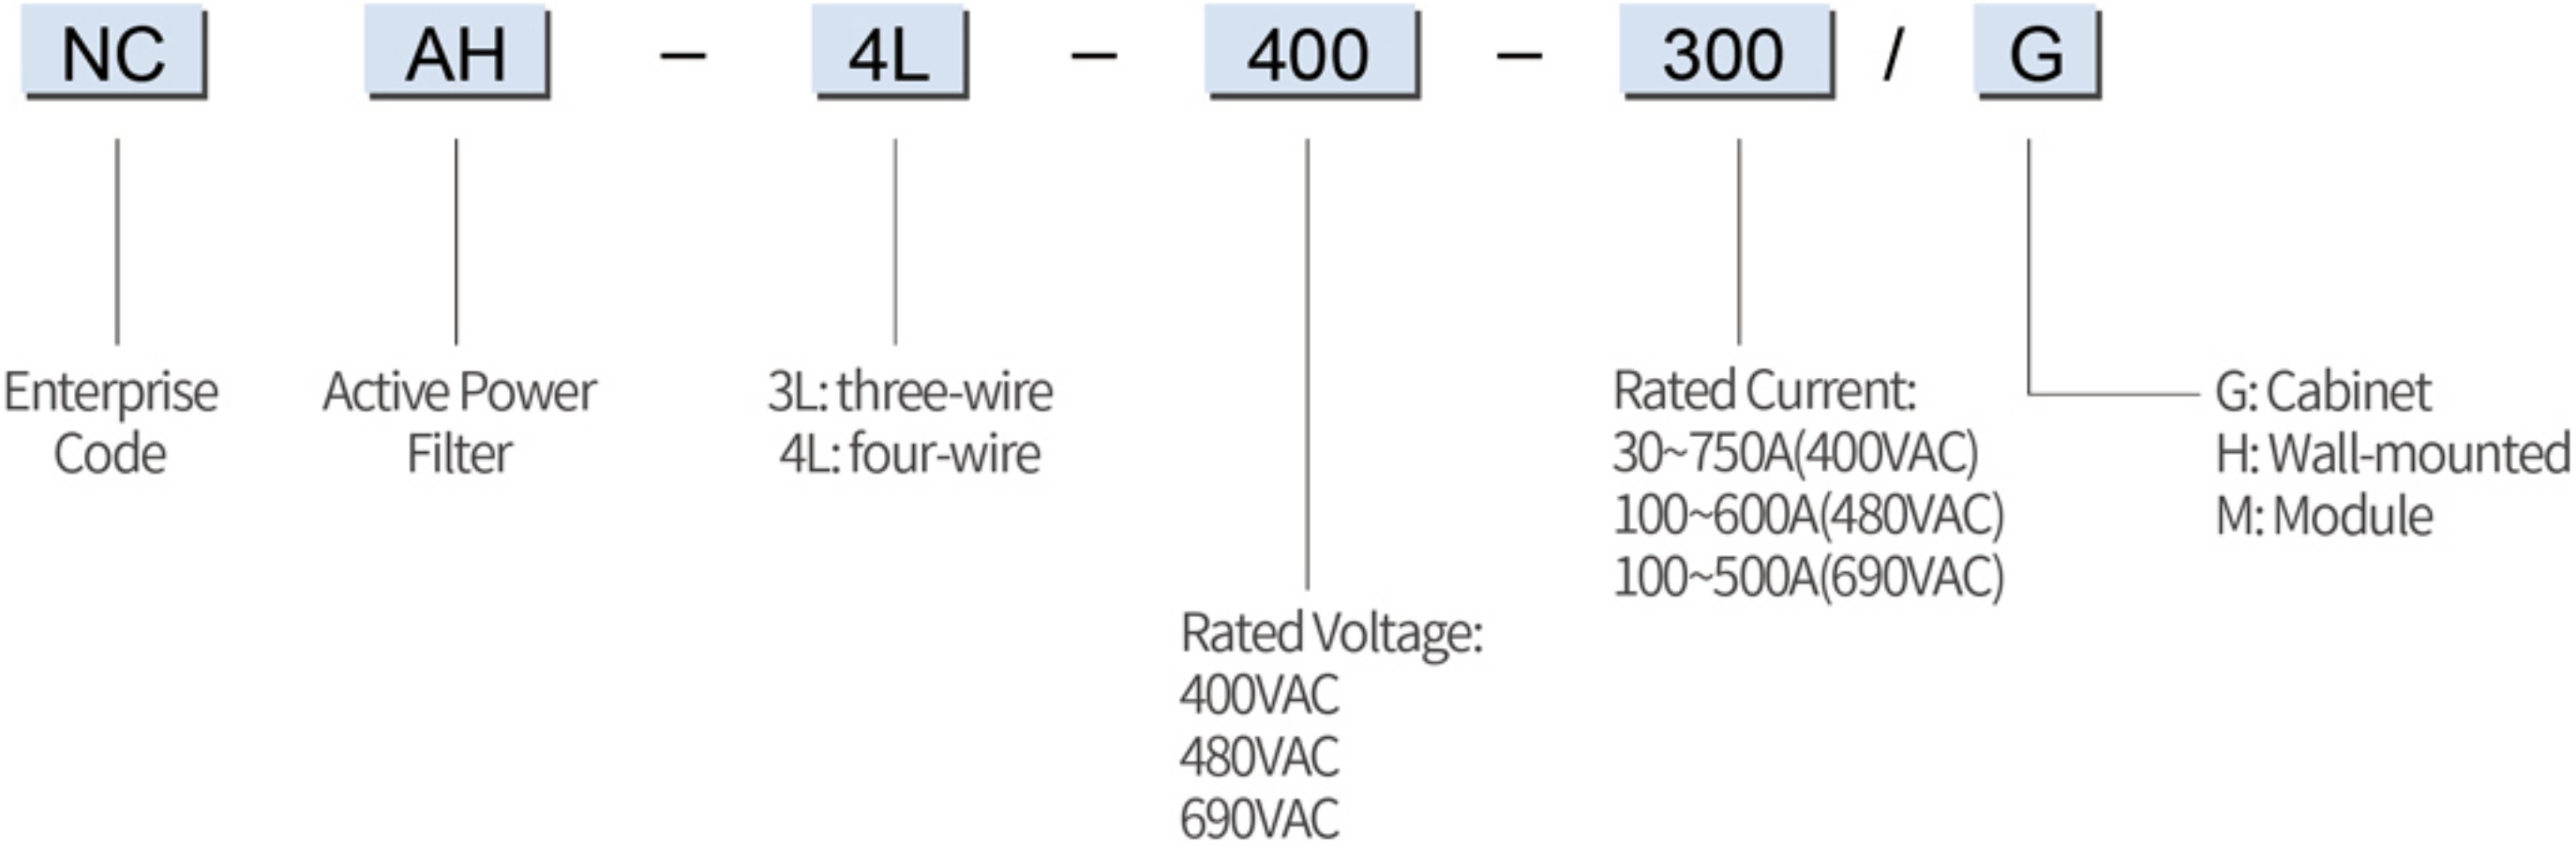 NC AH – 4L – 400 – 300 / G
Enterprise
Code
Active Power
Filter
3L: three-wire
4L: four-wire
Rated Voltage:
400VAC
480VAC
690VAC
Rated Current:
30~750A(400VAC)
100~600A(480VAC)
100~500A(690VAC)
G: Cabinet
H: Wall-mounted
M: Module